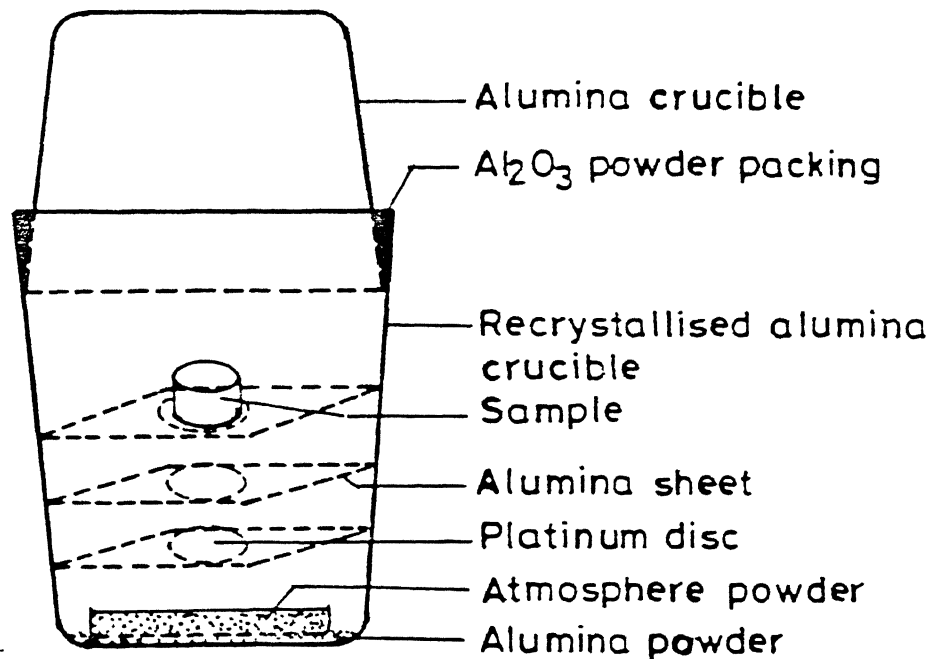 Alumina crucible
Al2O3 powder packing
Recrystallised alumina
crucible
Sample
Alumina sheet
Platinum disc
Atmosphere powder
Alumina powder